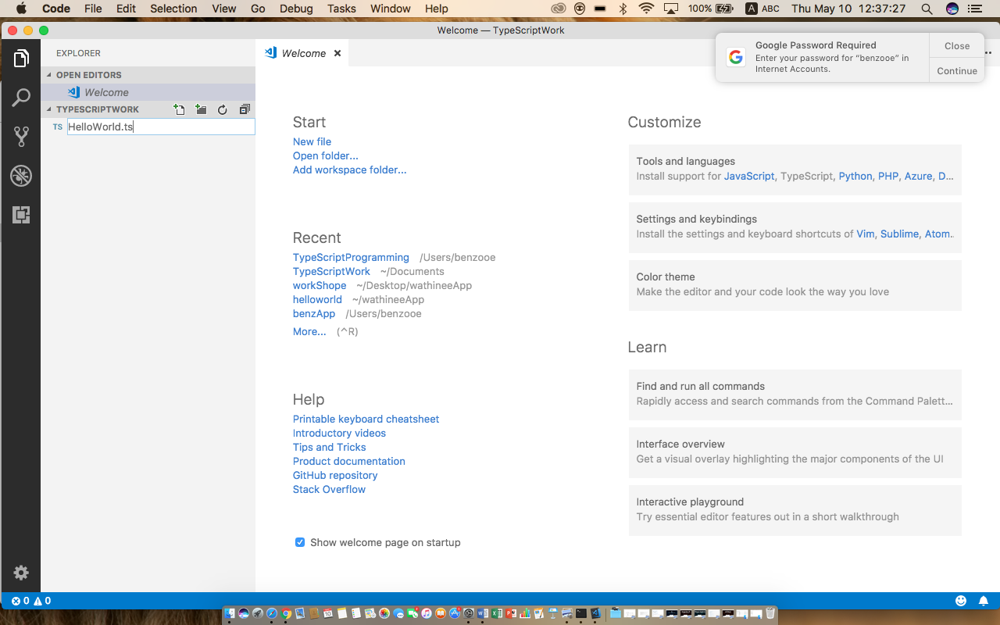 Code File Edit Selection View Go Debug Tasks Window Help 100% A ABC Thu May 10 12:37:27
Welcome — TypeScriptWork
Google Password Required
Enter your password for “benzooe” in
Internet Accounts.
Close
Continue
EXPLORER
OPEN EDITORS
Welcome
TYPESCRIPTWORK
TS HelloWorld.ts
Welcome
Start
New file
Open folder...
Add workspace folder...
Recent
TypeScriptProgramming /Users/benzooe
TypeScriptWork ~/Documents
workShope ~/Desktop/wathineeApp
helloworld ~/wathineeApp
benzApp /Users/benzooe
More... (^R)
Help
Printable keyboard cheatsheet
Introductory videos
Tips and Tricks
Product documentation
GitHub repository
Stack Overflow
Show welcome page on startup
Customize
Tools and languages
Install support for JavaScript, TypeScript, Python, PHP, Azure, D...
Settings and keybindings
Install the settings and keyboard shortcuts of Vim, Sublime, Atom.
Color theme
Make the editor and your code look the way you love
Learn
Find and run all commands
Rapidly access and search commands from the Command Palett...
Interface overview
Get a visual overlay highlighting the major components of the UI
Interactive playground
Try essential editor features out in a short walkthrough
0 0